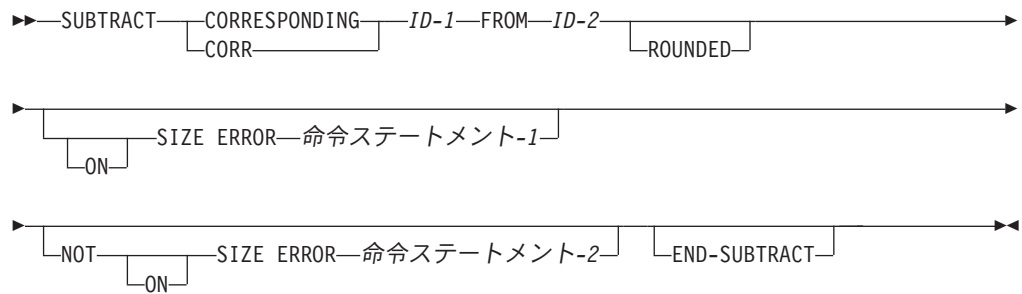 SUBTRACT CORRESPONDING ID-1 FROM ID-2
CORR ROUNDED
SIZE ERROR 命令ステートメント-1
ON
NOT SIZE ERROR 命令ステートメント-2 END-SUBTRACT
ON